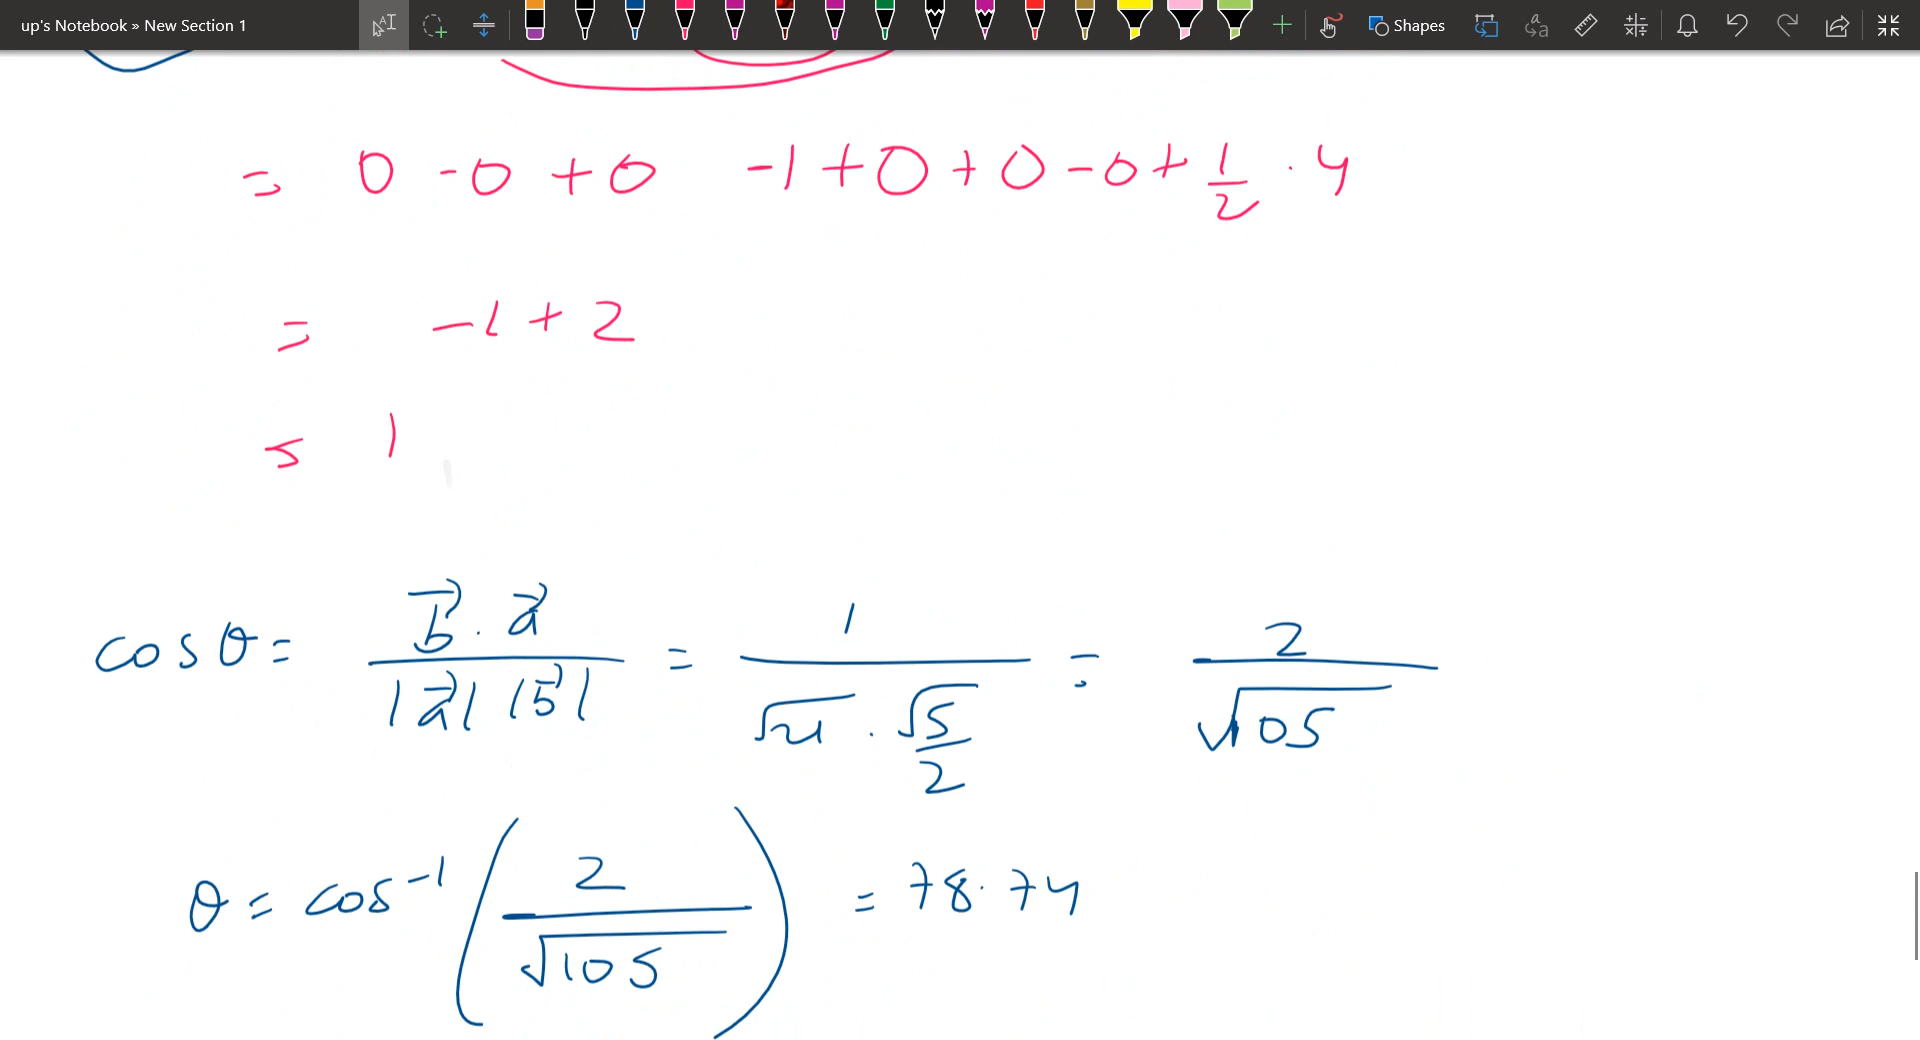 up's Notebook » New Section 1 Shapes
= 0 - 0 + 0 -1 + 0 + 0 - 0 + 1/2 · 4
= -1 + 2
= 1
cos θ = b⃗ · a⃗ / |a⃗| |b⃗| = 1 / √21 · √5/2 = 2 / √105
θ = cos⁻¹ ( 2 / √105 ) = 78.74